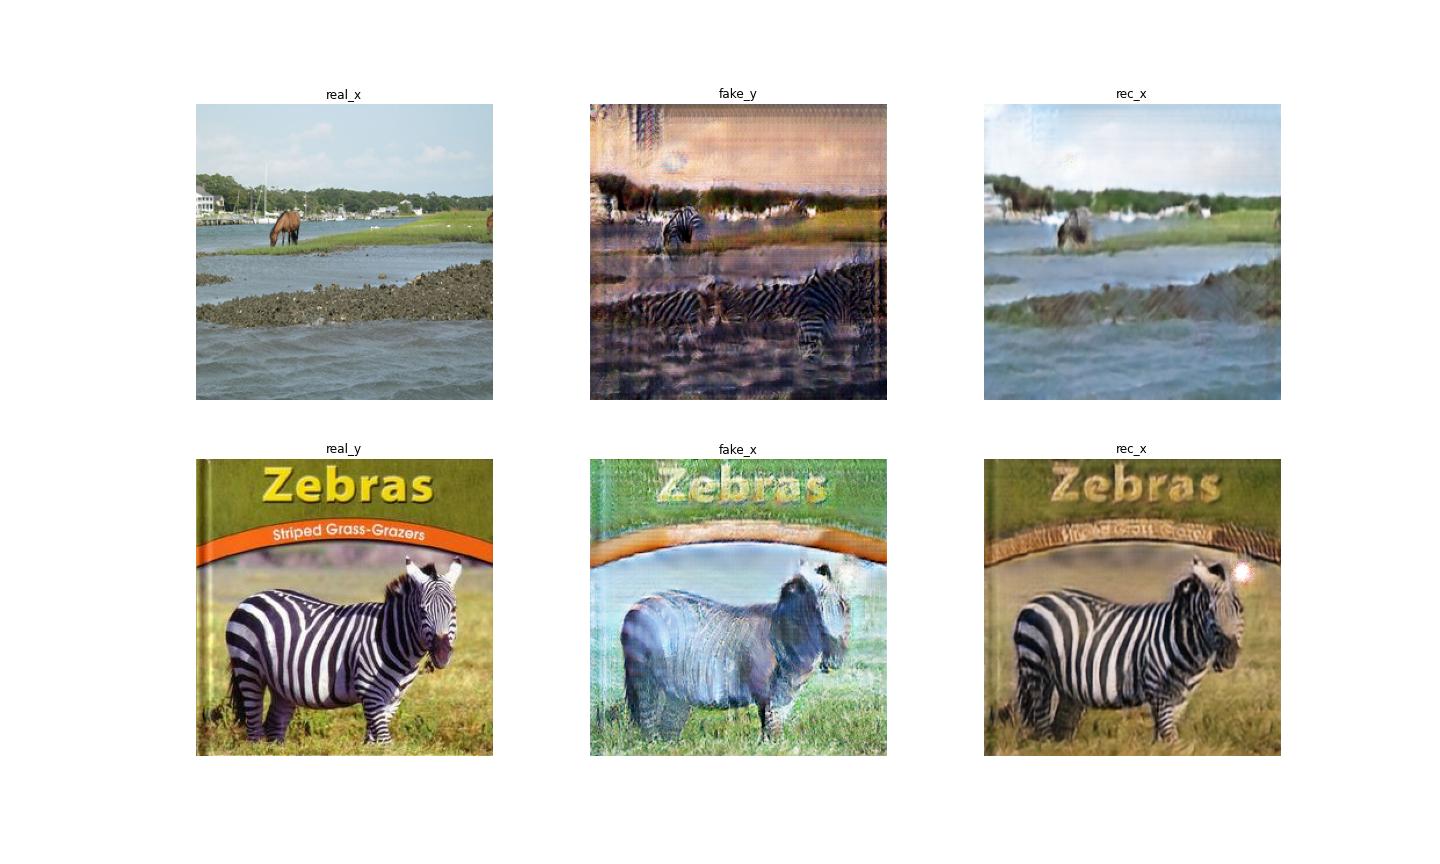 real_x
fake_y
rec_x
real_y
fake_x
rec_x
Zebras
Striped Grass-Grazers
Zebras
Zebras